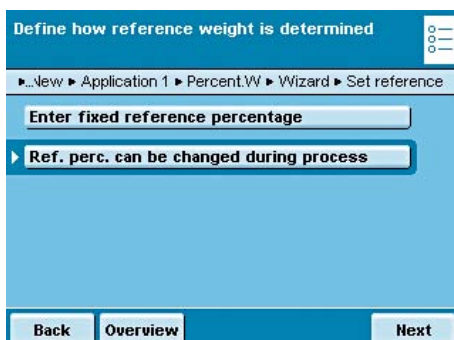 Define how reference weight is determined
...New ▸ Application 1 ▸ Percent.W ▸ Wizard ▸ Set reference
Enter fixed reference percentage
Ref. perc. can be changed during process
Back Overview Next